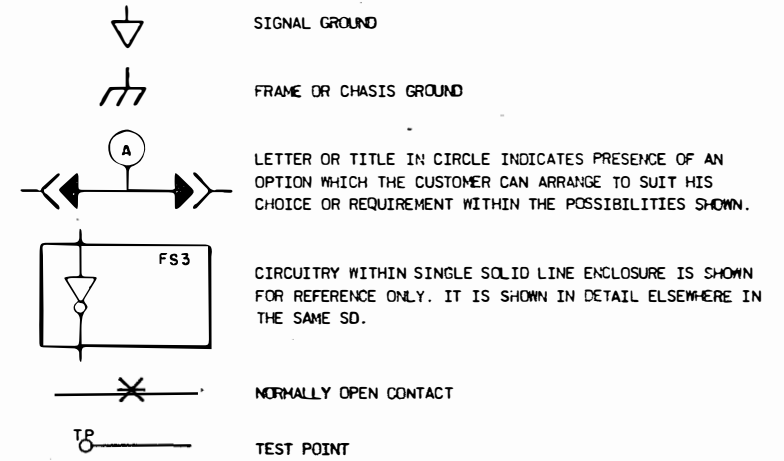 SIGNAL GROUND
FRAME OR CHASIS GROUND
A
LETTER OR TITLE IN CIRCLE INDICATES PRESENCE OF AN
OPTION WHICH THE CUSTOMER CAN ARRANGE TO SUIT HIS
CHOICE OR REQUIREMENT WITHIN THE POSSIBILITIES SHOWN.
FS3
CIRCUITRY WITHIN SINGLE SOLID LINE ENCLOSURE IS SHOWN
FOR REFERENCE ONLY. IT IS SHOWN IN DETAIL ELSEWHERE IN
THE SAME SD.
NORMALLY OPEN CONTACT
TP
TEST POINT